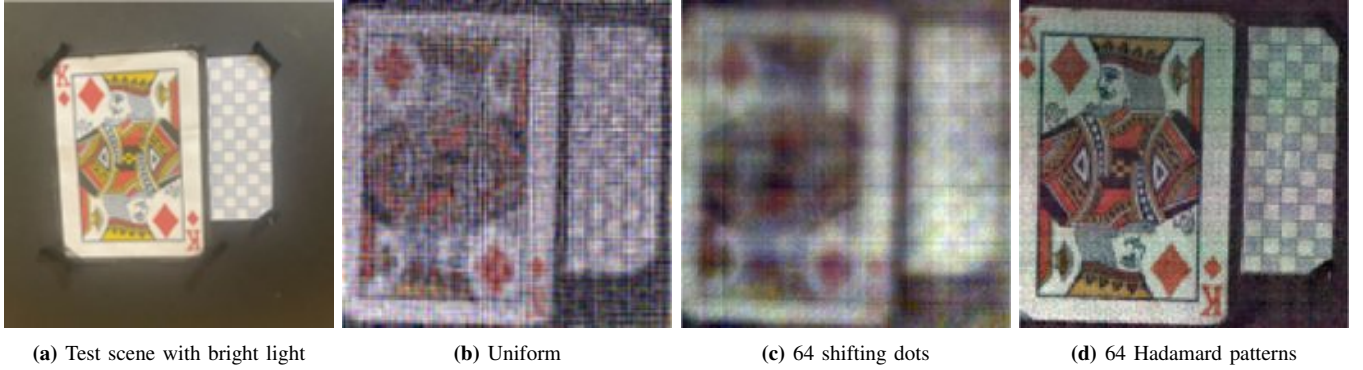 K
K
K
K
K
(a) Test scene with bright light
(b) Uniform
(c) 64 shifting dots
(d) 64 Hadamard patterns